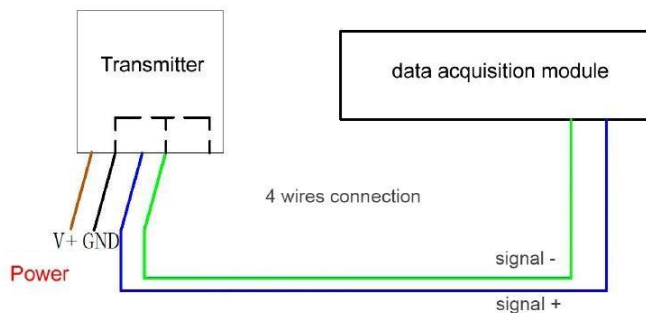 Transmitter
data acquisition module
4 wires connection
V+ GND
Power
signal -
signal +